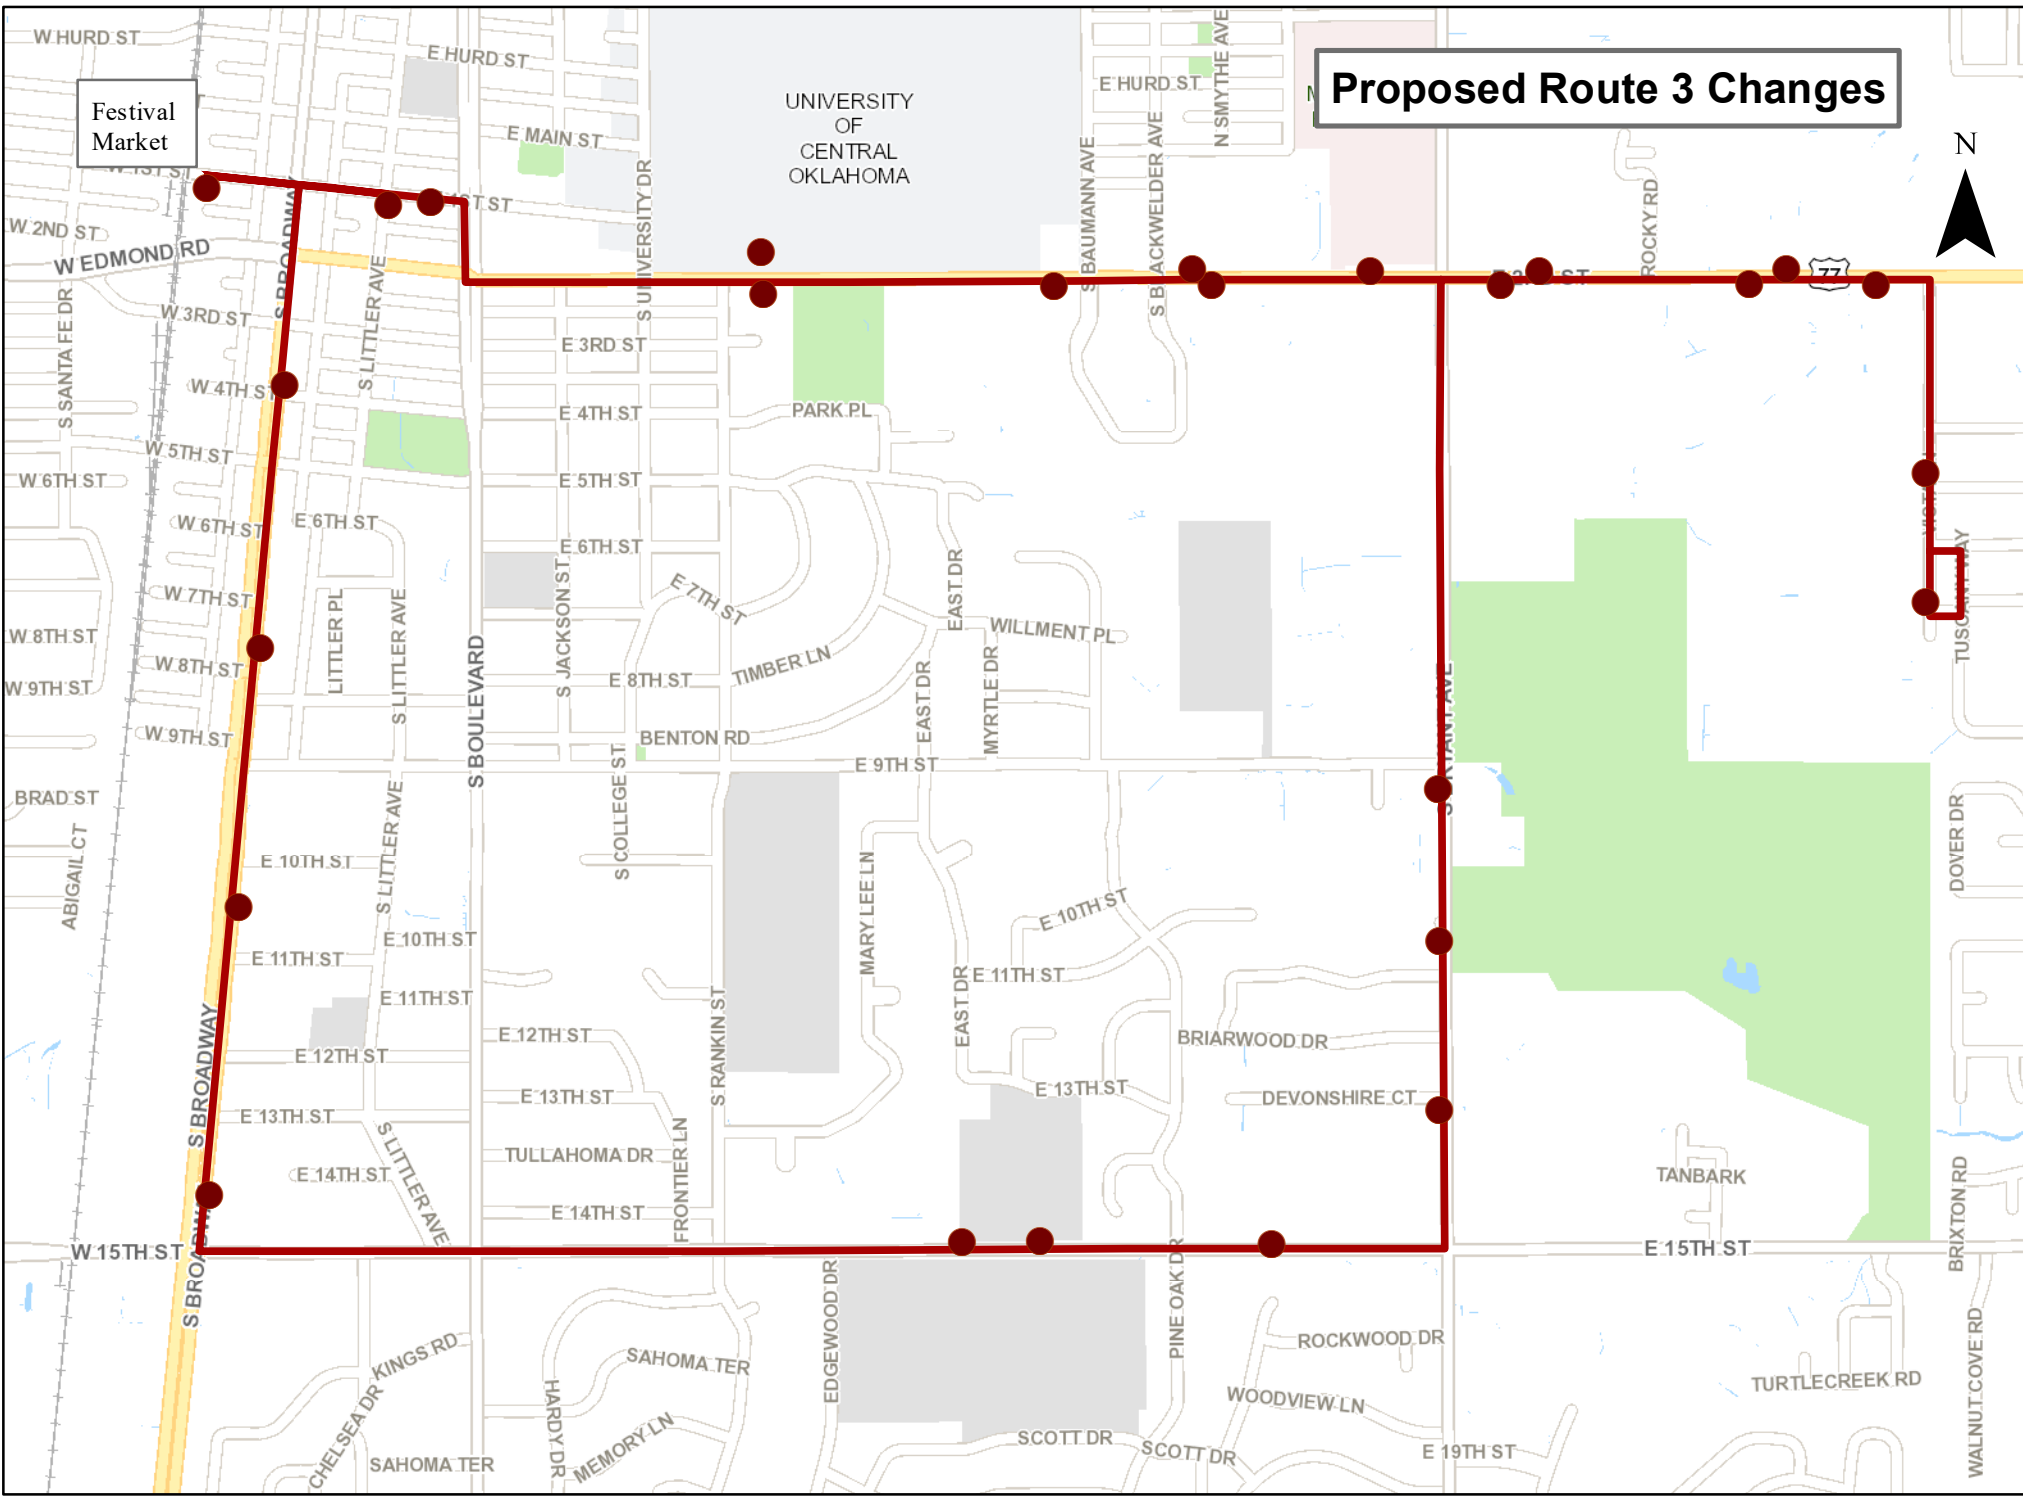 Proposed Route 3 Changes
N
Festival
Market
UNIVERSITY
OF
CENTRAL
OKLAHOMA
W HURD ST
E HURD ST
E HURD ST
N SMYTHE AVE
E MAIN ST
S UNIVERSITY DR
S BAUMANN AVE
S BLACKWELDER AVE
ROCKY RD
W 2ND ST
W EDMOND RD
S BROADWAY
77
S SANTA FE DR
W 3RD ST
S LITTLER AVE
E 3RD ST
W 4TH ST
E 4TH ST
PARK PL
W 5TH ST
E 5TH ST
W 6TH ST
W 6TH ST
E 6TH ST
E 6TH ST
EAST DR
TUSCANY WAY
W 7TH ST
E 7TH ST
LITTLER PL
S LITTLER AVE
S JACKSON ST
WILLMENT PL
W 8TH ST
W 8TH ST
E 8TH ST
TIMBER LN
EAST DR
MYRTLE DR
S BOULEVARD
S BRYANT AVE
W 9TH ST
W 9TH ST
BENTON RD
E 9TH ST
BRAD ST
ABIGAIL CT
S LITTLER AVE
S COLLEGE ST
DOVER DR
E 10TH ST
MARY LEE LN
E 10TH ST
E 10TH ST
E 11TH ST
E 11TH ST
E 11TH ST
EAST DR
S RANKIN ST
S BROADWAY
E 12TH ST
E 12TH ST
BRIARWOOD DR
E 13TH ST
E 13TH ST
E 13TH ST
DEVONSHIRE CT
S LITTLER AVE
TULLAHOMA DR
FRONTIER LN
E 14TH ST
E 14TH ST
TANBARK
BRIXTON RD
W 15TH ST
E 15TH ST
S BROADWAY
EDGEWOOD DR
PINE OAK DR
KINGS RD
SAHOMA TER
ROCKWOOD DR
CHELSEA DR
HARDY DR
MEMORY LN
WOODVIEW LN
TURTLECREEK RD
WALNUT COVE RD
SAHOMA TER
SCOTT DR
SCOTT DR
E 19TH ST